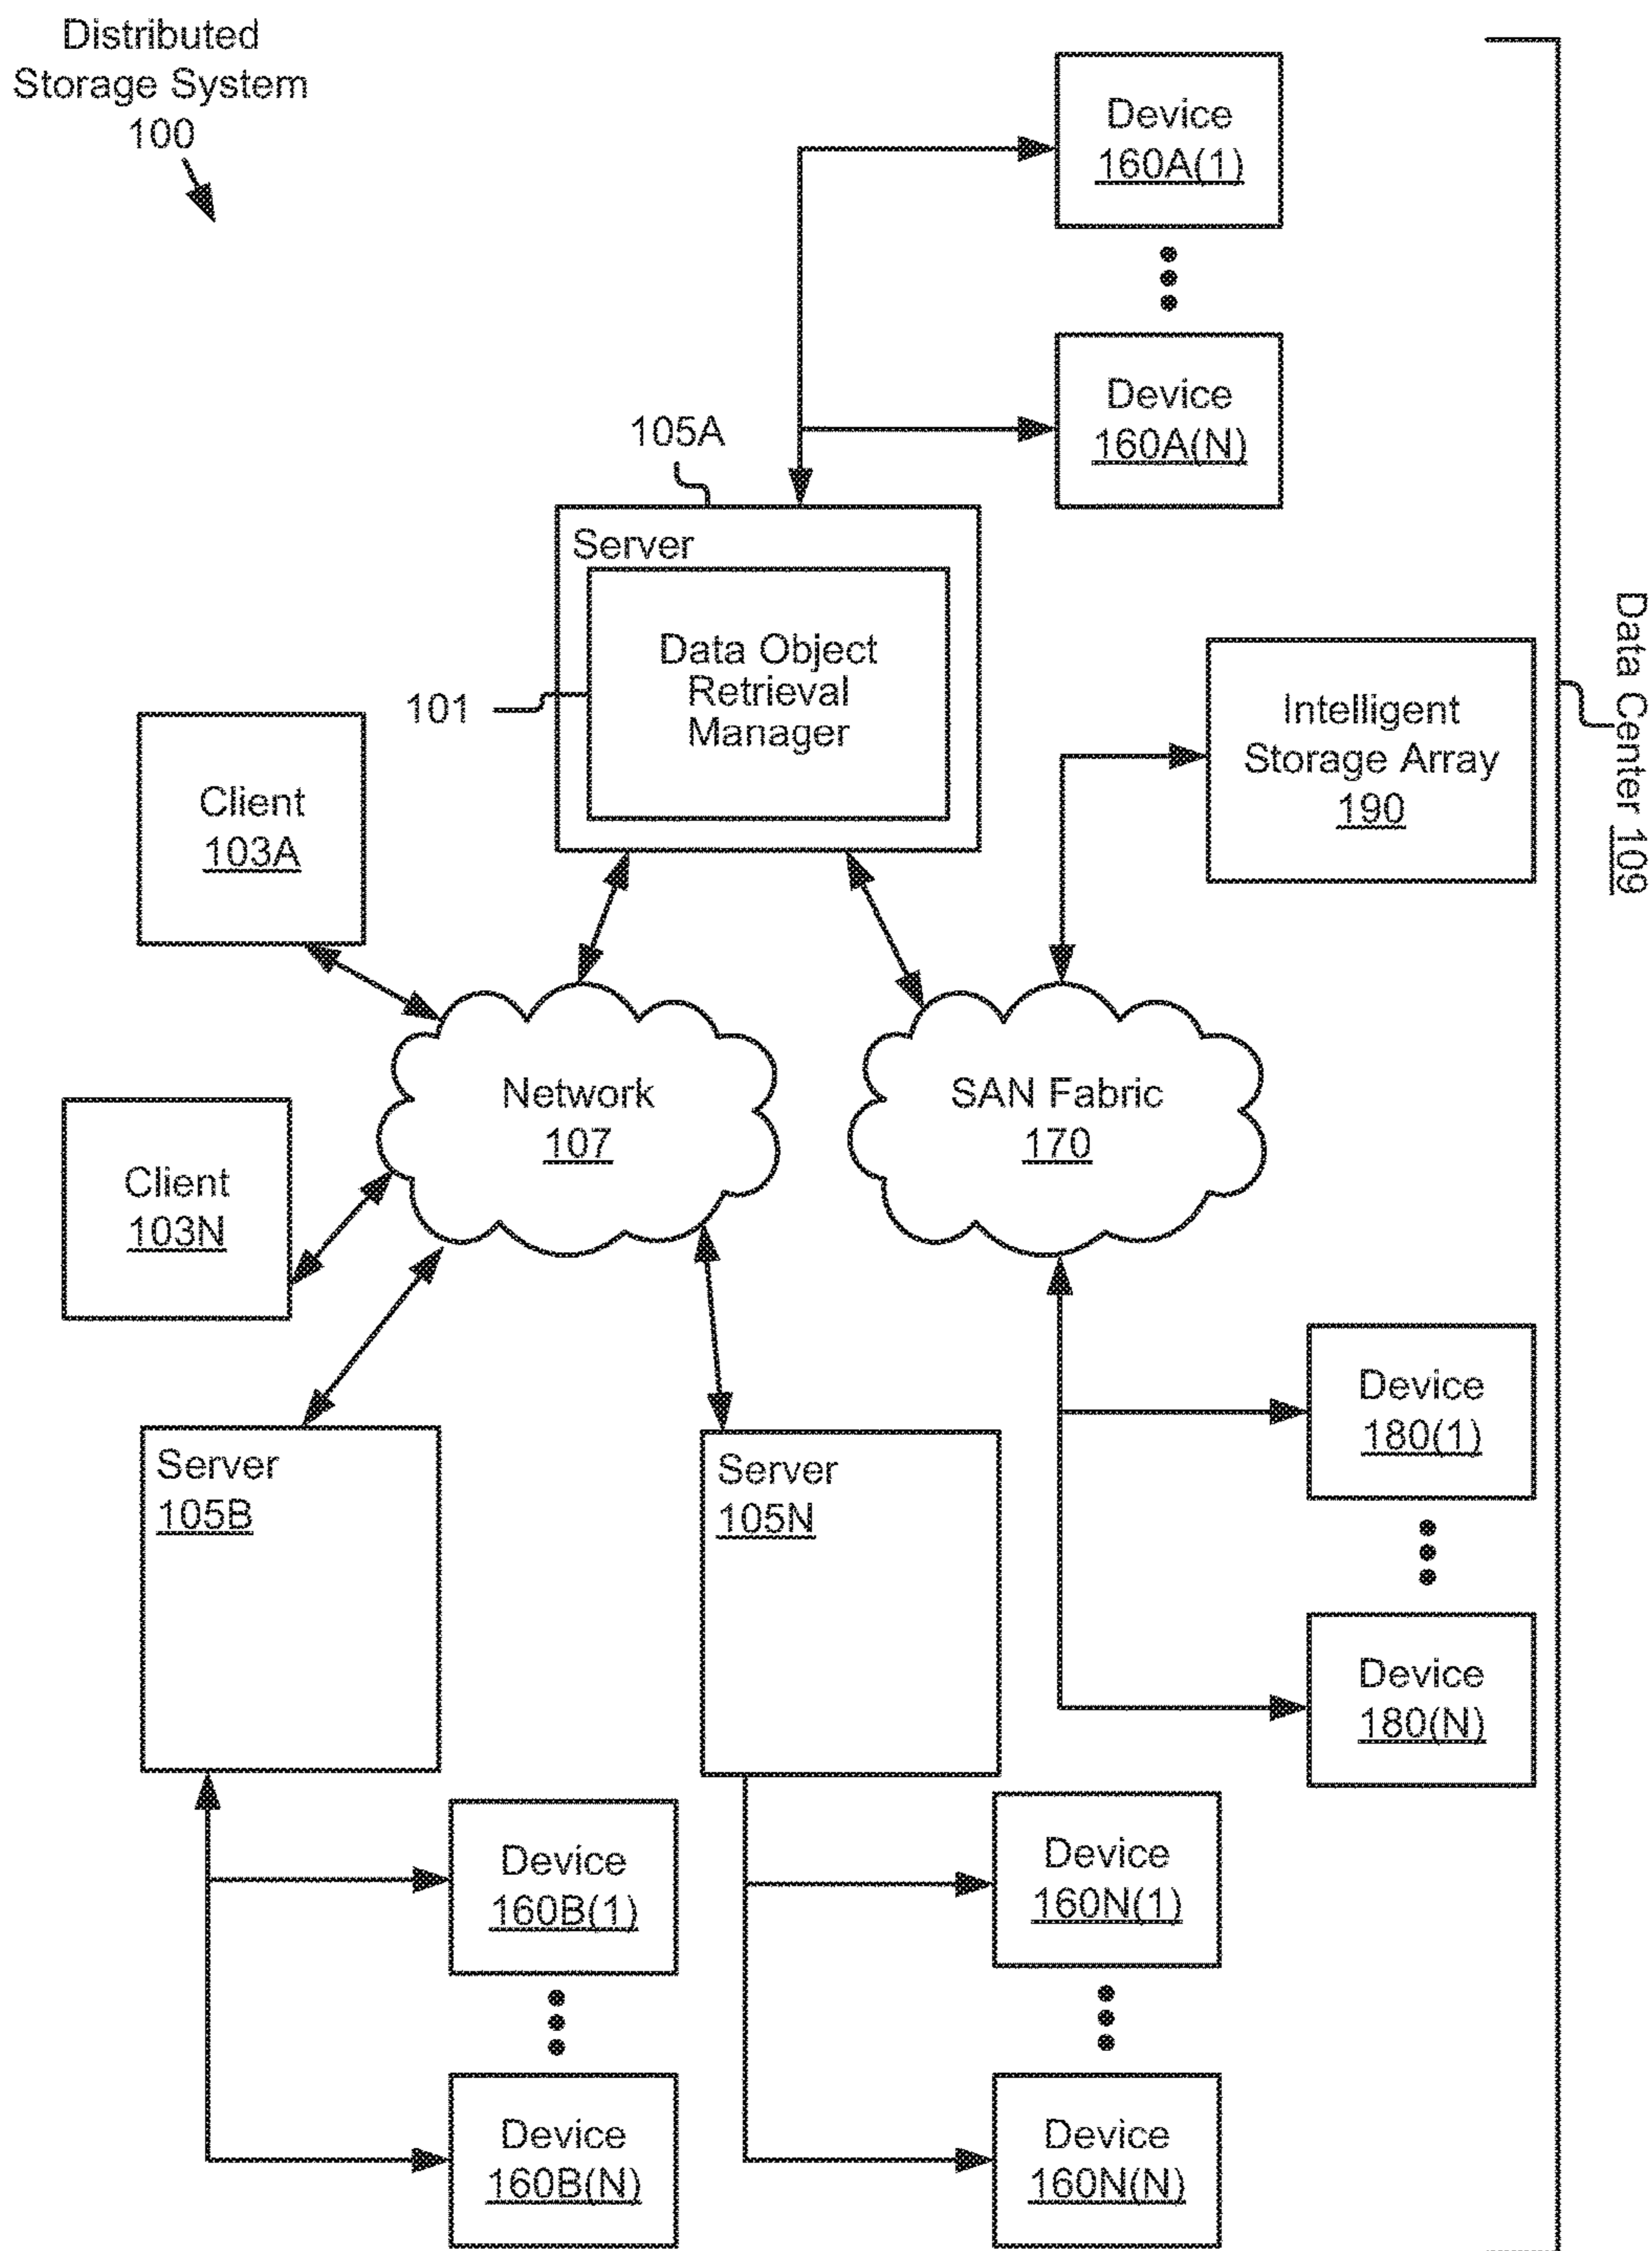 Distributed
Storage System
100
Device
160A(1)
Device
160A(N)
105A
Server
Data Object
Retrieval
Manager
101
Data Center 109
Intelligent
Storage Array
190
Client
103A
Network
107
SAN Fabric
170
Client
103N
Device
180(1)
Server
105B
Server
105N
Device
180(N)
Device
160B(1)
Device
160N(1)
Device
160B(N)
Device
160N(N)